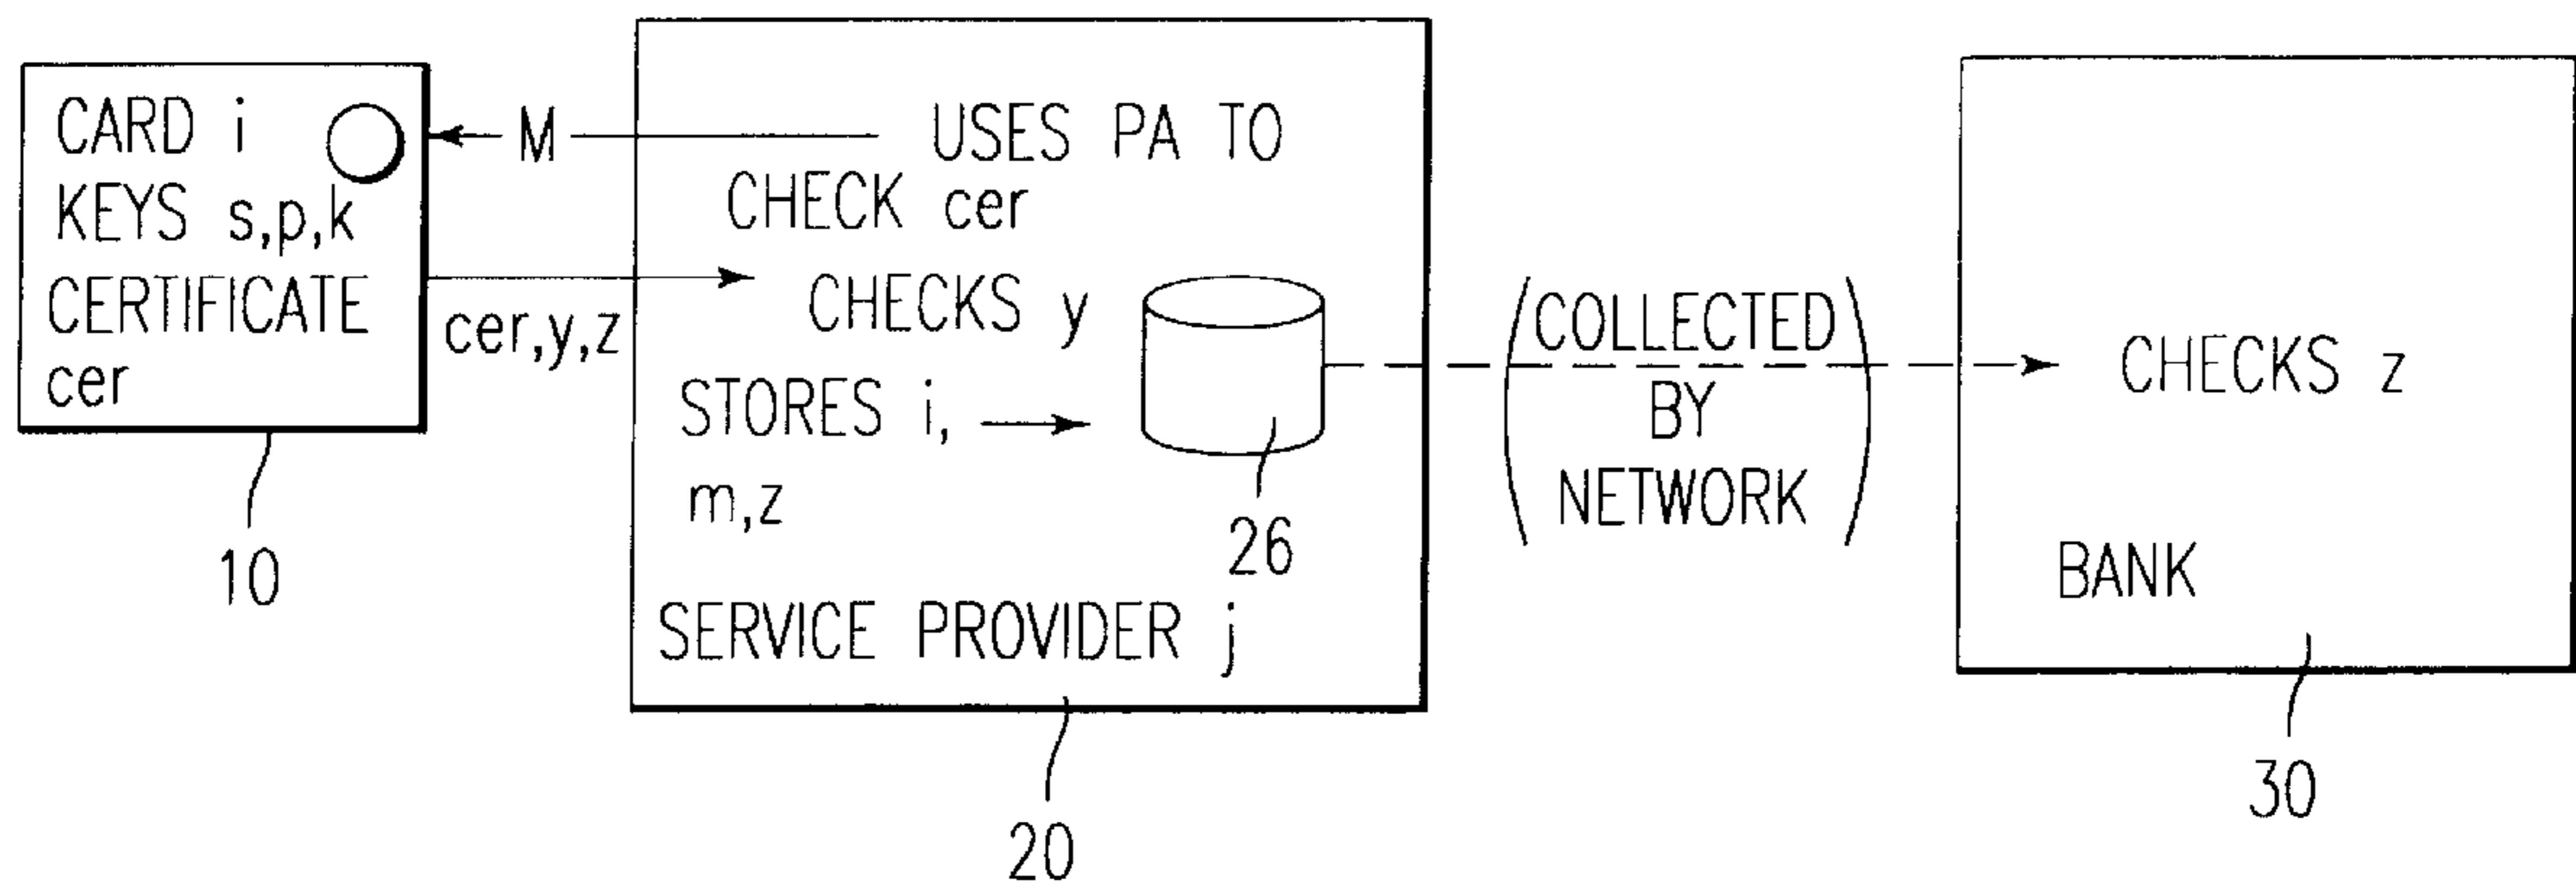 CARD i
KEYS s,p,k
CERTIFICATE
cer
10
M
cer,y,z
USES PA TO
CHECK cer
CHECKS y
STORES i,
m,z
26
SERVICE PROVIDER j
20
(COLLECTED
BY
NETWORK)
CHECKS z
BANK
30